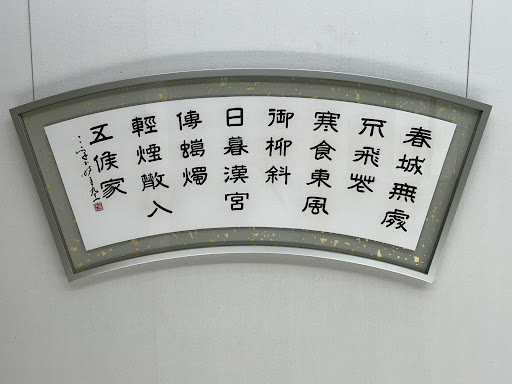 春城無處
不飛花
寒食東風
御柳斜
日暮漢宮
傳蠟燭
輕煙散入
五侯家